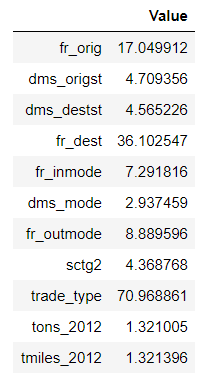 Value
fr_orig 17.049912
dms_origst 4.709356
dms_destst 4.565226
fr_dest 36.102547
fr_inmode 7.291816
dms_mode 2.937459
fr_outmode 8.889596
sctg2 4.368768
trade_type 70.968861
tons_2012 1.321005
tmiles_2012 1.321396